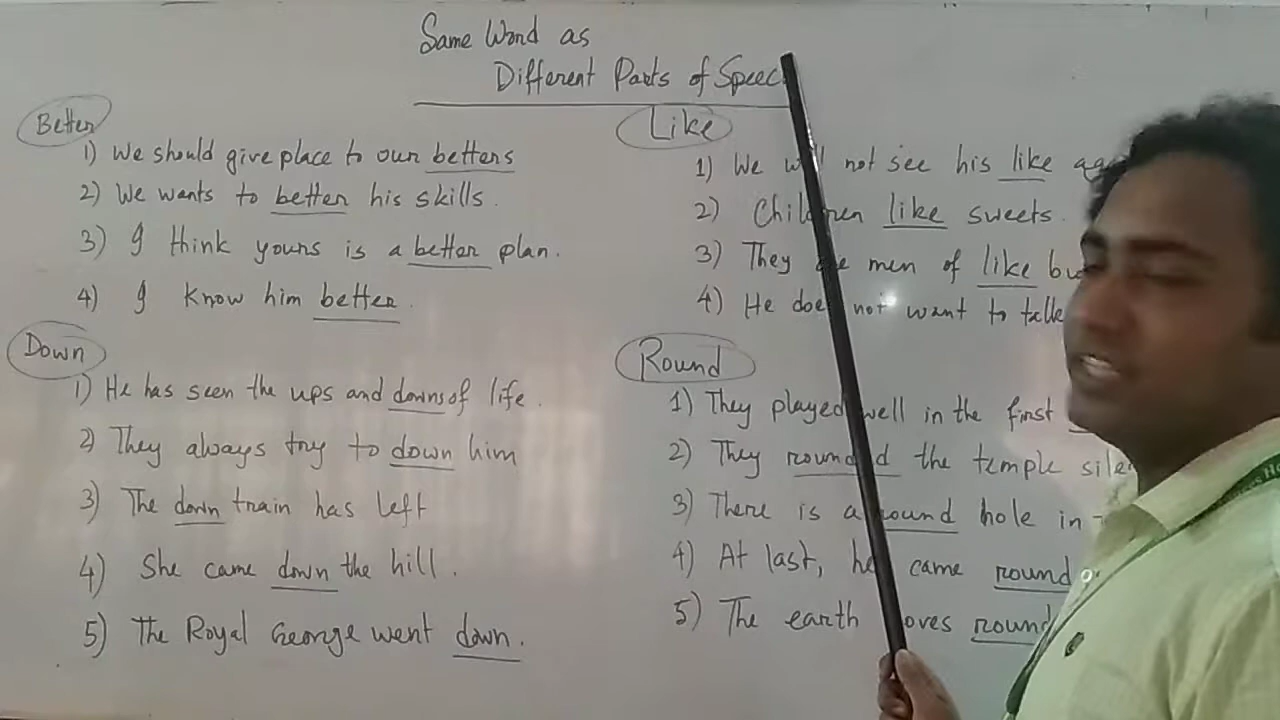 Same Word as
Different Parts of Speec
Better
1) We should give place to our betters
2) We wants to better his skills.
3) I think yours is a better plan.
4) I know him better.
Down
1) He has seen the ups and downs of life.
2) They always try to down him
3) The down train has left
4) She came down the hill.
5) The Royal George went down.
Like
1) We will not see his like
2) Children like sweets.
3) They men of like
4) He does not want to talk
Round
1) They played well in the first
2) They rounded the temple
3) There is a round hole in
4) At last, he came round
5) The earth moves round